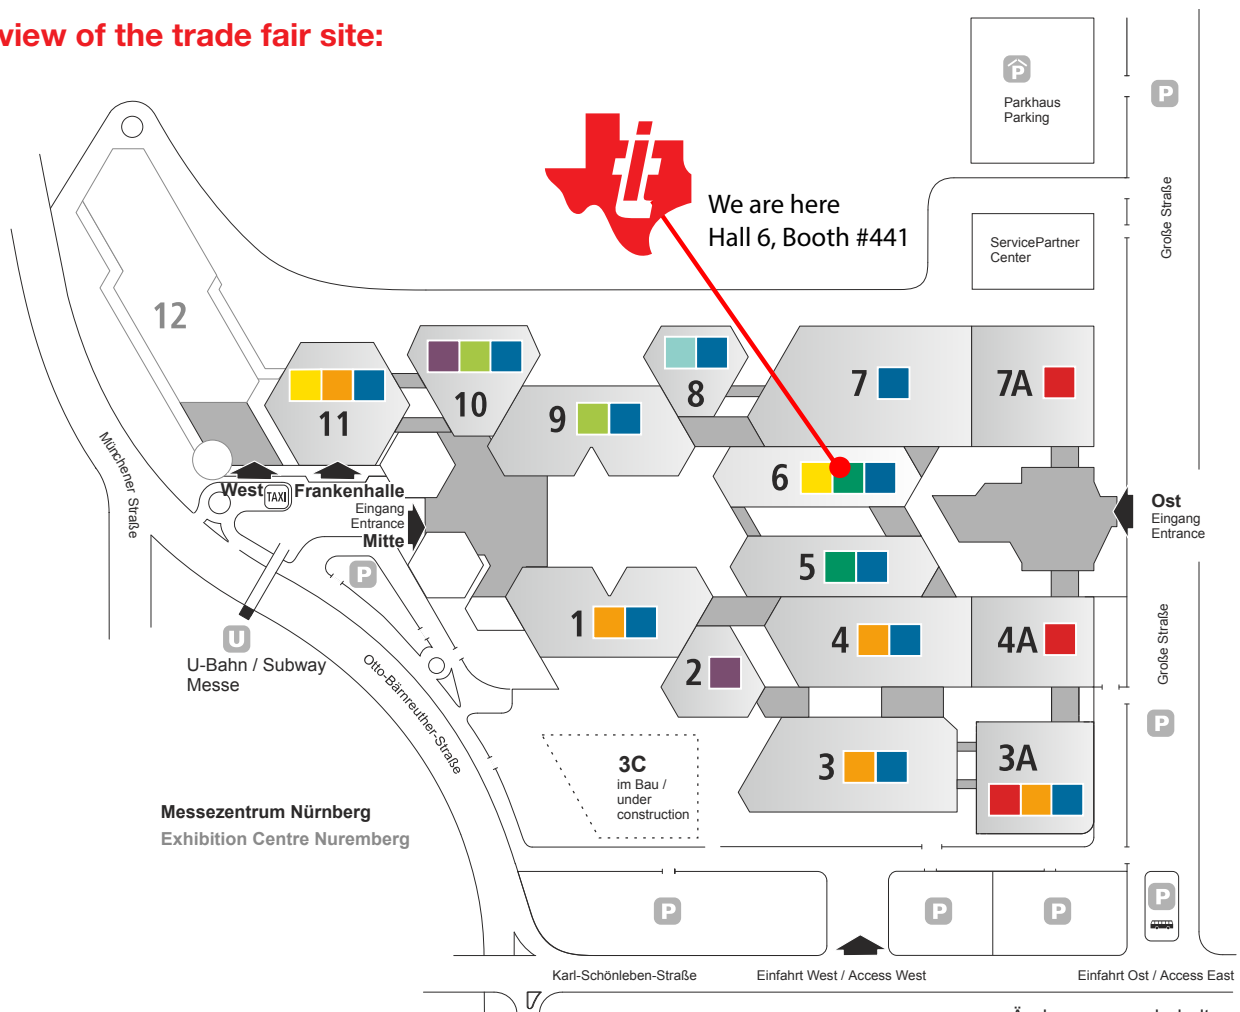 view of the trade fair site:
P
Parkhaus
Parking
P
Große Straße
We are here
Hall 6, Booth #441
ServicePartner
Center
12
11
10
9
8
7
7A
6
5
4
4A
3
3A
2
1
Münchener Straße
West
TAXI
Frankenhalle
Eingang
Entrance
Mitte
P
Ost
Eingang
Entrance
U
U-Bahn / Subway
Messe
Otto-Bärnreuther-Straße
Große Straße
P
3C
im Bau /
under
construction
Messezentrum Nürnberg
Exhibition Centre Nuremberg
P
P
P
P
Karl-Schönleben-Straße
Einfahrt West / Access West
Einfahrt Ost / Access East